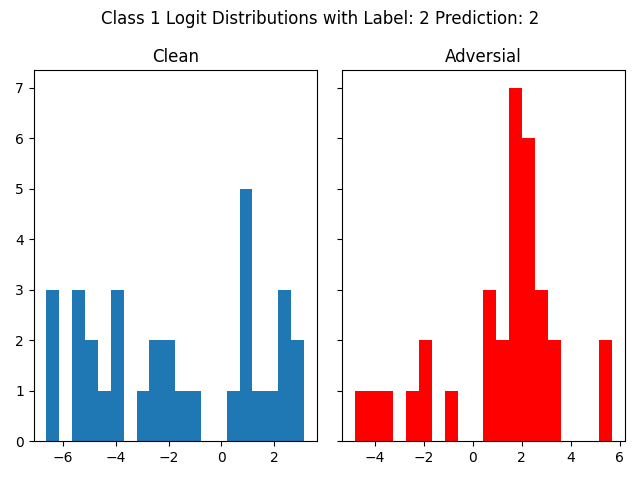 Class 1 Logit Distributions with Label: 2 Prediction: 2
Clean
Adversial
7
6
5
4
3
2
1
0
−6 −4 −2 0 2
−4 −2 0 2 4 6